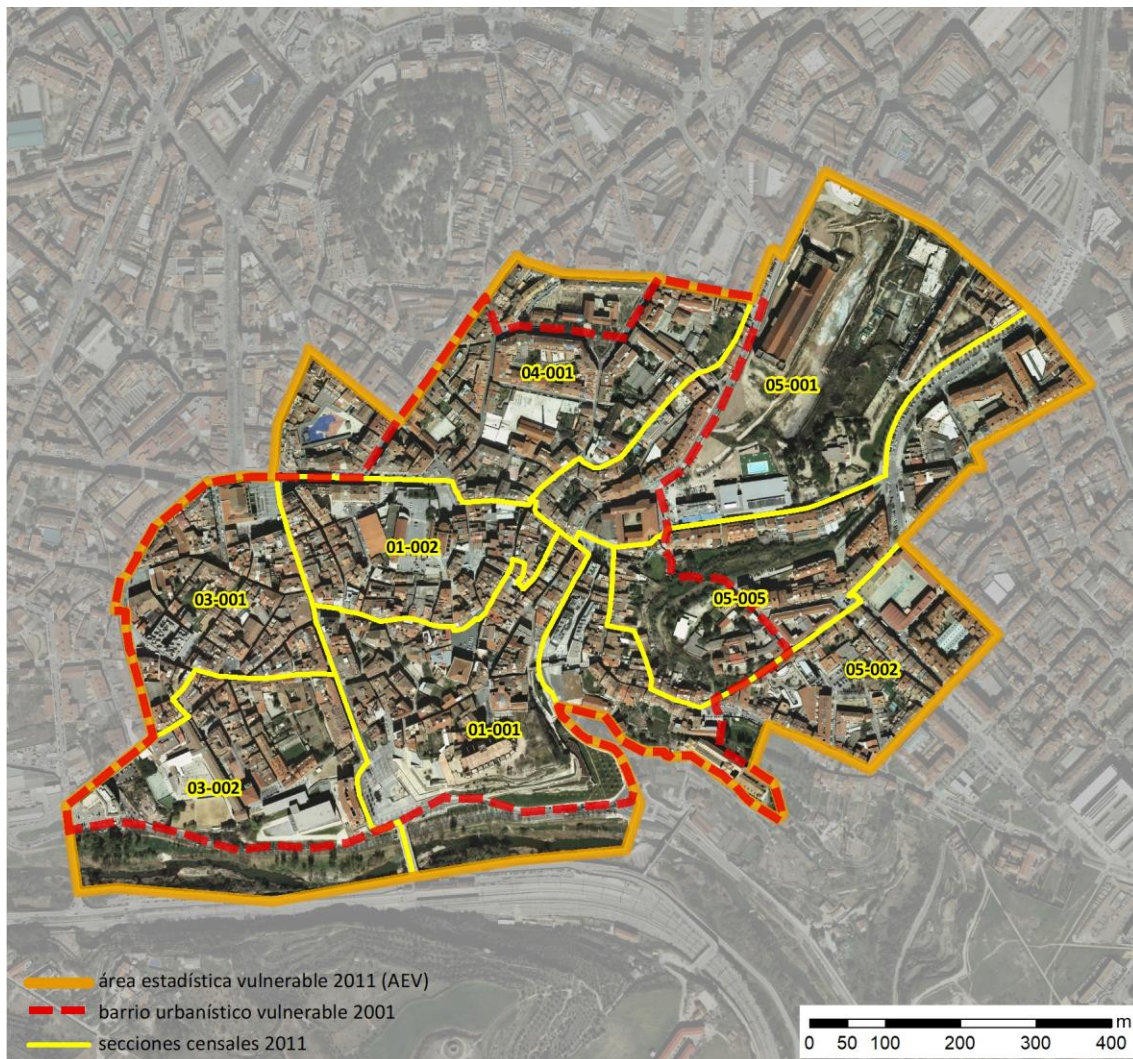 04-001
05-001
01-002
03-001
05-005
05-002
01-001
03-002
área estadística vulnerable 2011 (AEV)
barrio urbanístico vulnerable 2001
secciones censales 2011
m
0 50 100 200 300 400